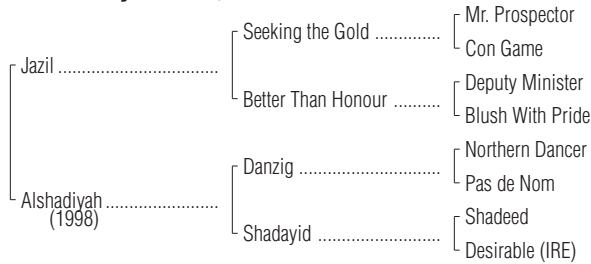 Mr. Prospector
Seeking the Gold ..............
Con Game
Jazil ..................................
Deputy Minister
Better Than Honour ..........
Blush With Pride
Northern Dancer
Danzig ..............................
Pas de Nom
Alshadiyah ........................
(1998)
Shadeed
Shadayid ..........................
Desirable (IRE)